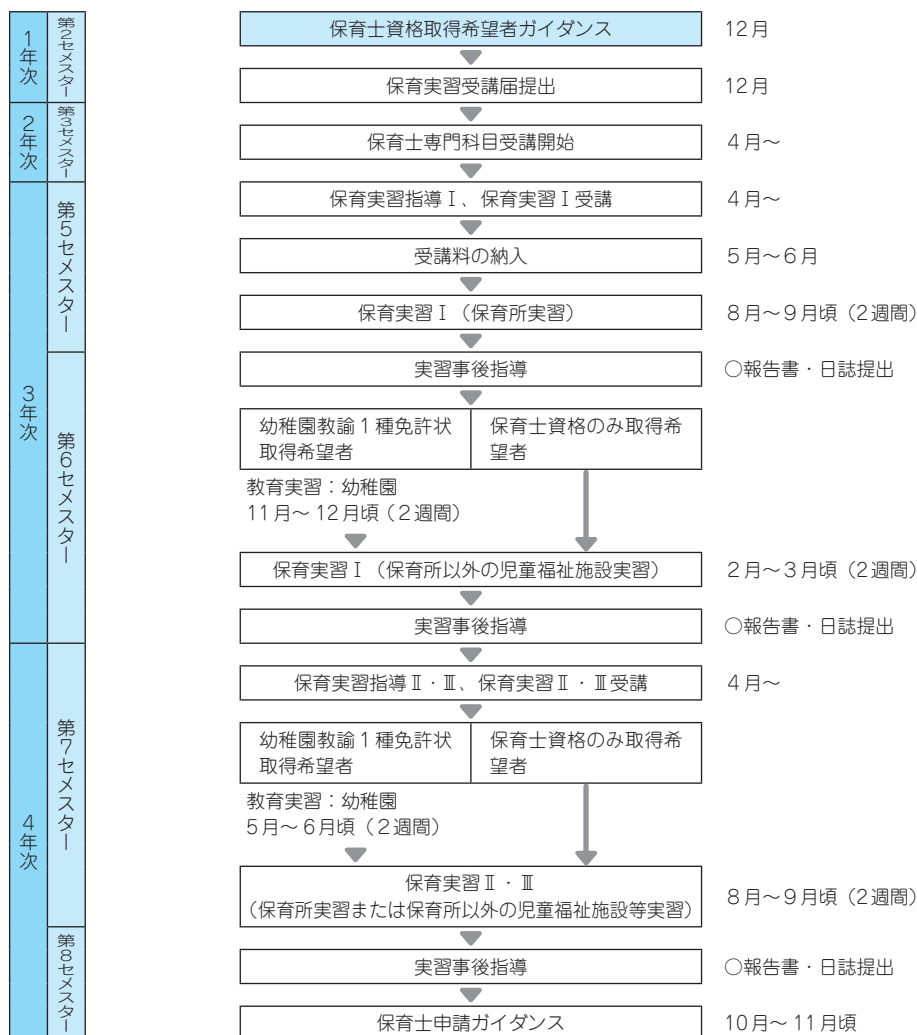 1年次
第2セメスター
保育士資格取得希望者ガイダンス
12月
保育実習受講届提出
12月
2年次
第3セメスター
保育士専門科目受講開始
4月～
3年次
第5セメスター
保育実習指導Ⅰ、保育実習Ⅰ受講
4月～
受講料の納入
5月～6月
保育実習Ⅰ（保育所実習）
8月～9月頃（2週間）
第6セメスター
実習事後指導
○報告書・日誌提出
幼稚園教諭1種免許状
取得希望者
保育士資格のみ取得希
望者
教育実習：幼稚園
11月～12月頃（2週間）
保育実習Ⅰ（保育所以外の児童福祉施設実習）
2月～3月頃（2週間）
実習事後指導
○報告書・日誌提出
4年次
第7セメスター
保育実習指導Ⅱ・Ⅲ、保育実習Ⅱ・Ⅲ受講
4月～
幼稚園教諭1種免許状
取得希望者
保育士資格のみ取得希
望者
教育実習：幼稚園
5月～6月頃（2週間）
保育実習Ⅱ・Ⅲ
（保育所実習または保育所以外の児童福祉施設等実習）
8月～9月頃（2週間）
第8セメスター
実習事後指導
○報告書・日誌提出
保育士申請ガイダンス
10月～11月頃